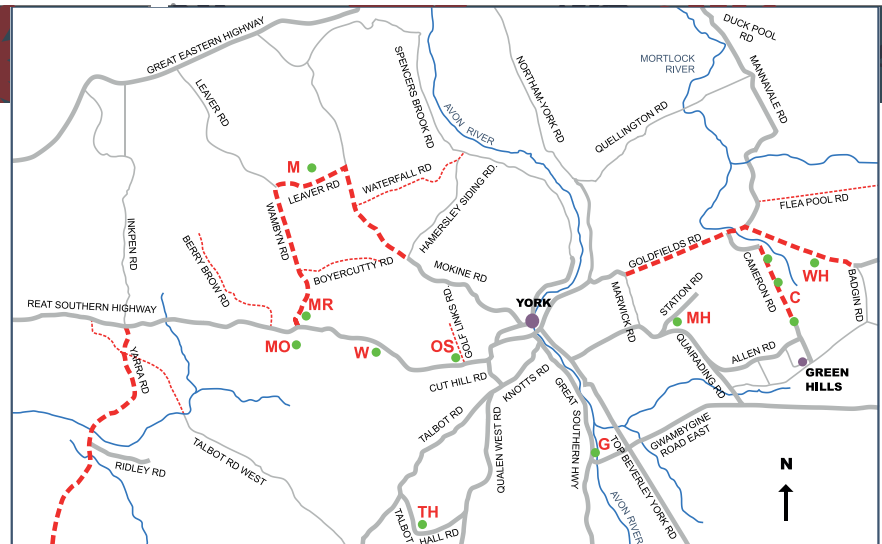 GREAT EASTERN HIGHWAY
DUCK POOL
RD
MORTLOCK
RIVER
MANNAVALE RD
LEAVER RD
SPENCERS BROOK RD
NORTHAM-YORK RD
AVON RIVER
QUELLINGTON RD
M
LEAVER RD
WATERFALL RD
FLEA POOL RD
INKPEN RD
WAMBYN RD
HAMERSLEY SIDING RD
BERRY BROW RD
BOYERCUTTY RD
MOKINE RD
GOLDFIELDS RD
CAMERON RD
WH
BADGIN RD
REAT SOUTHERN HIGHWAY
MR
GOLF LINKS RD
YORK
MARWICK RD
STATION RD
C
MH
MO
W
OS
YARRA RD
CUT HILL RD
KNOTTS RD
QUAIRADING RD
ALLEN RD
GREEN
HILLS
TALBOT RD
QUALEN WEST RD
GREAT SOUTHERN HWY
G
TOP BEVERLEY YORK RD
GWAMBYGINE
ROAD EAST
TALBOT RD WEST
RIDLEY RD
N
AVON RIVER
TH
TALBOT
HALL RD